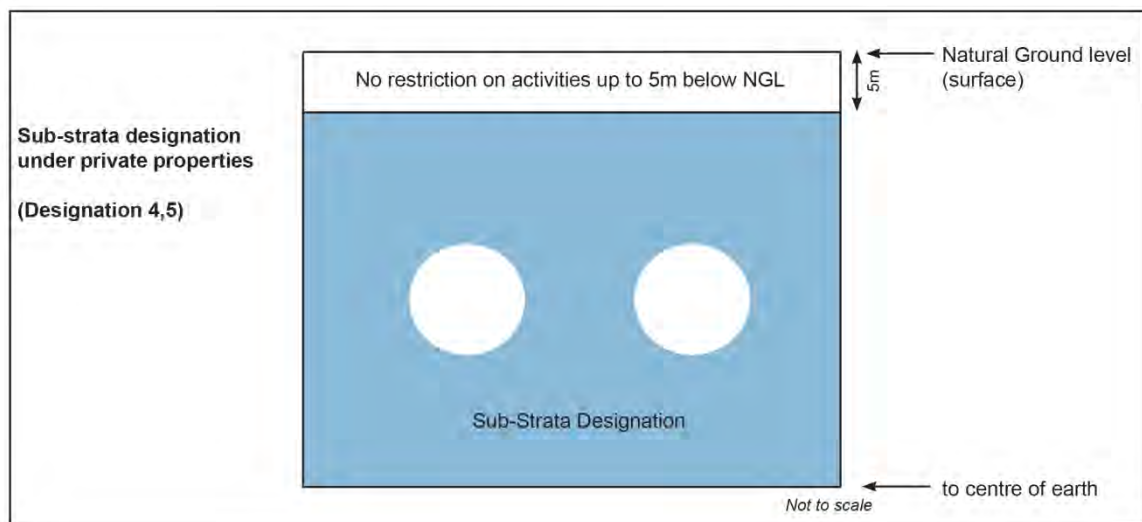 Natural Ground level
(surface)
No restriction on activities up to 5m below NGL
5m
Sub-strata designation
under private properties
(Designation 4,5)
Sub-Strata Designation
to centre of earth
Not to scale